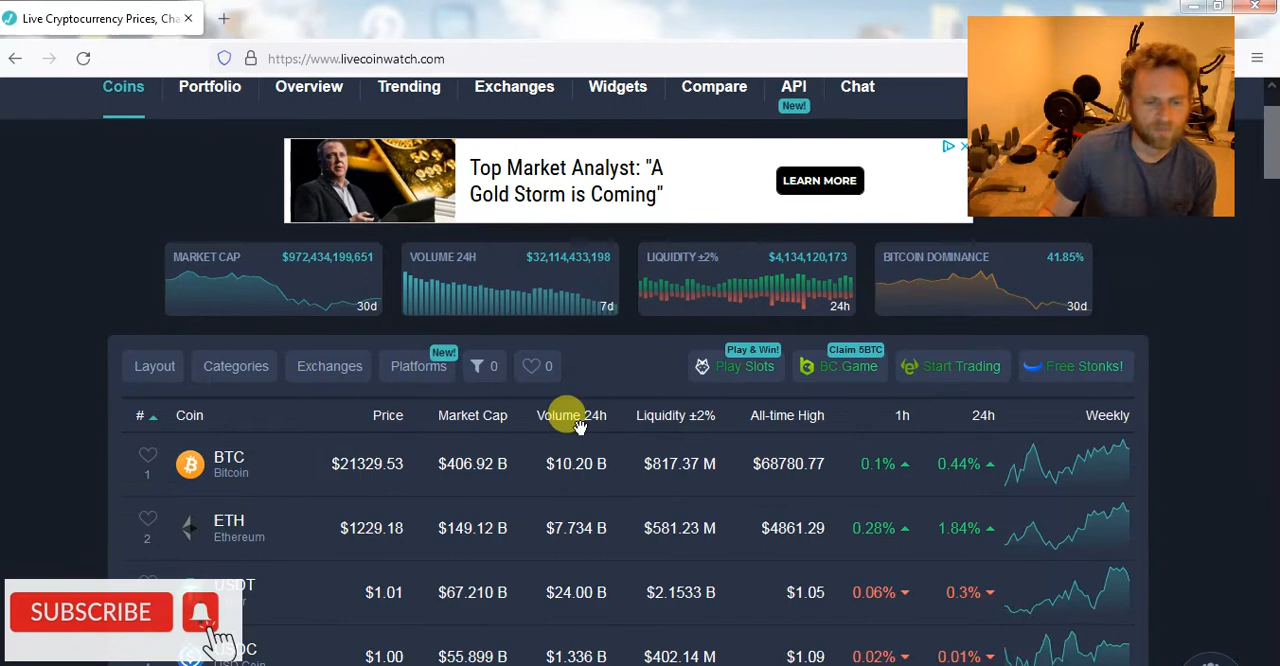 Live Cryptocurrency Prices, Cha
https://www.livecoinwatch.com
Coins Portfolio Overview Trending Exchanges Widgets Compare API Chat
New!
Top Market Analyst: "A
Gold Storm is Coming"
LEARN MORE
MARKET CAP $972,434,199,651
30d
VOLUME 24H $32,114,433,198
7d
LIQUIDITY ±2% $4,134,120,173
24h
BITCOIN DOMINANCE 41.85%
30d
New! Play & Win! Claim 5BTC
Layout Categories Exchanges Platforms 0 0 Play Slots BC.Game Start Trading Free Stonks!
# Coin Price Market Cap Volume 24h Liquidity ±2% All-time High 1h 24h Weekly
1 BTC Bitcoin $21329.53 $406.92 B $10.20 B $817.37 M $68780.77 0.1% 0.44%
2 ETH Ethereum $1229.18 $149.12 B $7.734 B $581.23 M $4861.29 0.28% 1.84%
USDT $1.01 $67.210 B $24.00 B $2.1533 B $1.05 0.06% 0.3%
USDC USD Coin $1.00 $55.899 B $1.336 B $402.14 M $1.09 0.02% 0.01%
SUBSCRIBE